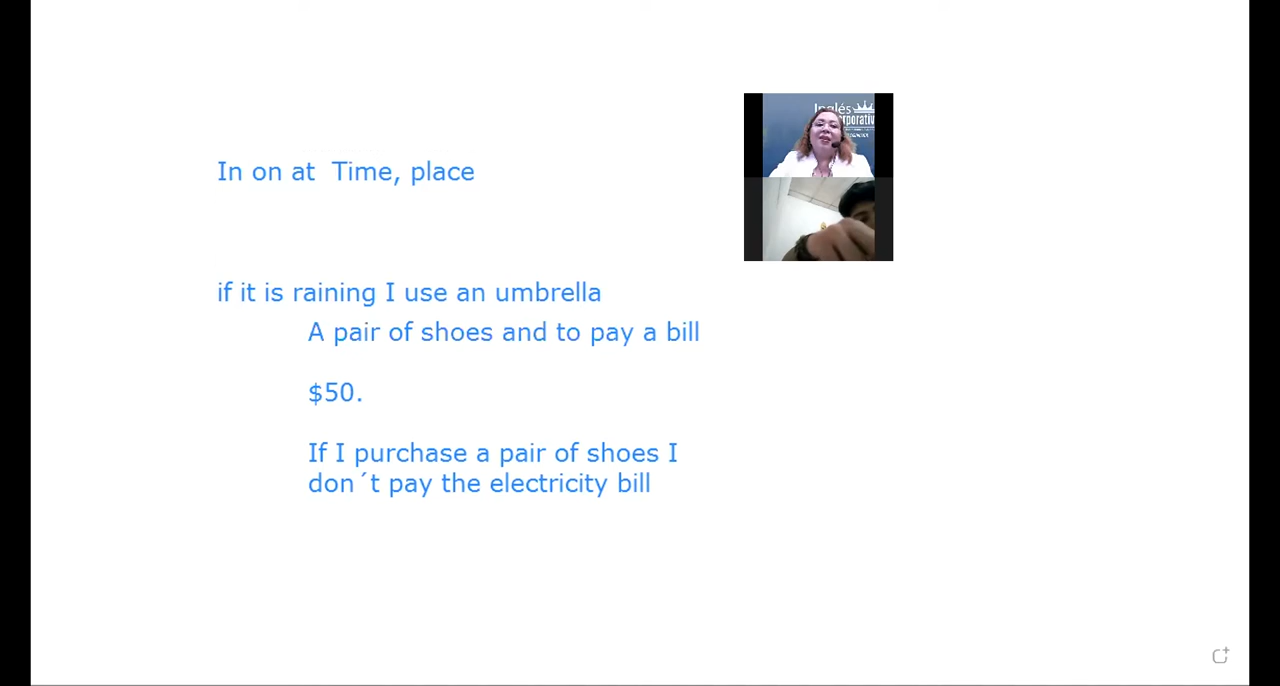 In on at Time, place
Inglés
if it is raining I use an umbrella
A pair of shoes and to pay a bill
$50.
If I purchase a pair of shoes I
don´t pay the electricity bill